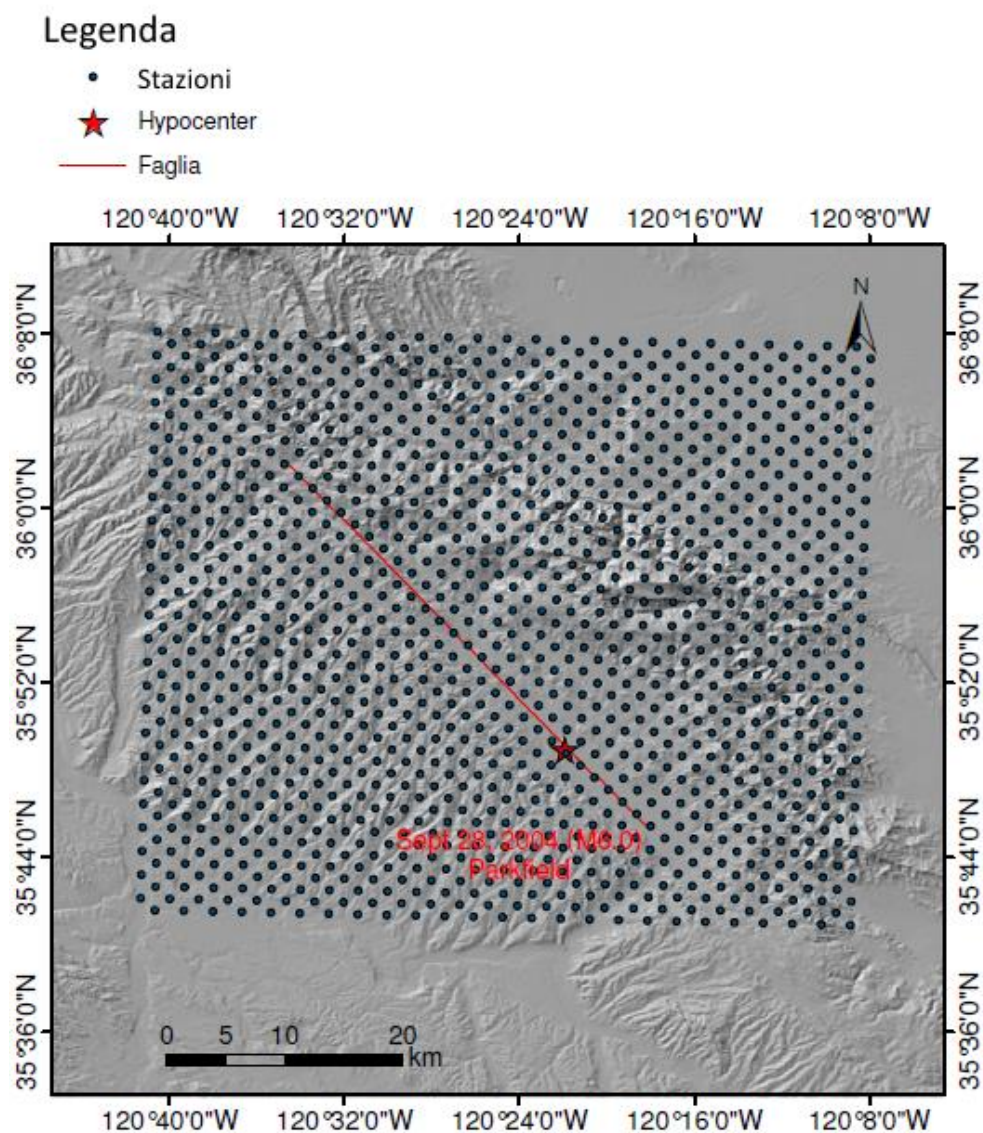 Legenda
Stazioni
Hypocenter
Faglia
120°40'0"W 120°32'0"W 120°24'0"W 120°16'0"W 120°8'0"W
N
36°8'0"N 36°8'0"N
36°0'0"N 36°0'0"N
35°52'0"N 35°52'0"N
35°44'0"N 35°44'0"N
35°36'0"N 35°36'0"N
Sept 28, 2004 (M6.0)
Parkfield
0 5 10 20
km
120°40'0"W 120°32'0"W 120°24'0"W 120°16'0"W 120°8'0"W